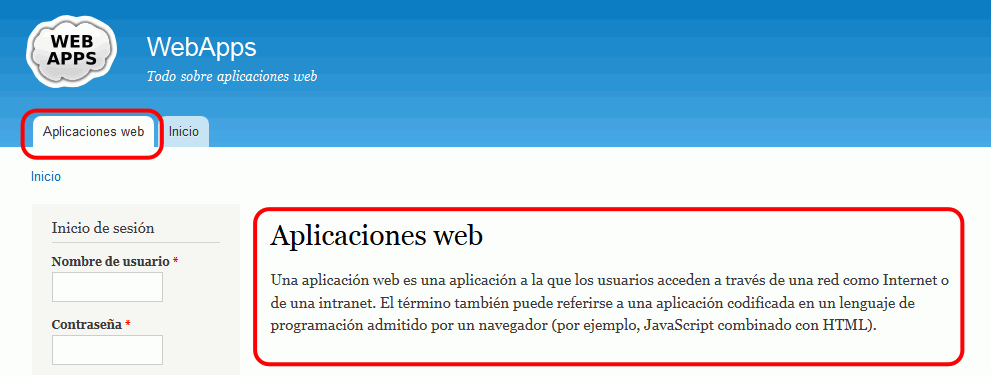 WEB
APPS
WebApps
Todo sobre aplicaciones web
Aplicaciones web
Inicio
Inicio
Inicio de sesión
Nombre de usuario *
Contraseña *
Aplicaciones web
Una aplicación web es una aplicación a la que los usuarios acceden a través de una red como Internet o
de una intranet. El término también puede referirse a una aplicación codificada en un lenguaje de
programación admitido por un navegador (por ejemplo, JavaScript combinado con HTML).